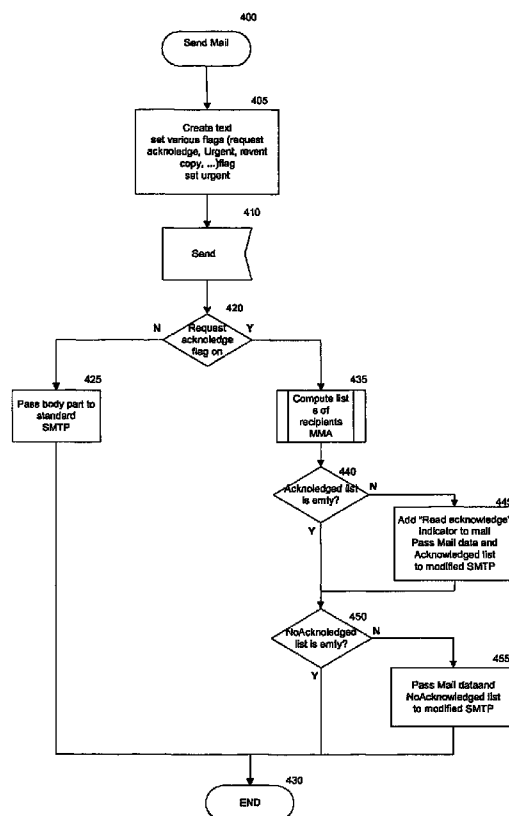 400
Send Mail
405
Create text
set various flags (request
acknoledge, Urgent, revent
copy, ...)flag
set urgent
410
Send
420
N
Request
acknoledge
flag on
Y
425
Pass body part to
standard
SMTP
435
Compute list
s of
recipients
MMA
440
Acknoledged list
is emty?
N
Y
445
Add "Read acknowledge"
Indicator to mail
Pass Mail data and
Acknowledged list
to modified SMTP
450
NoAcknoledged
list is emty?
N
Y
455
Pass Mail dataand
NoAcknowledged list
to modified SMTP
430
END